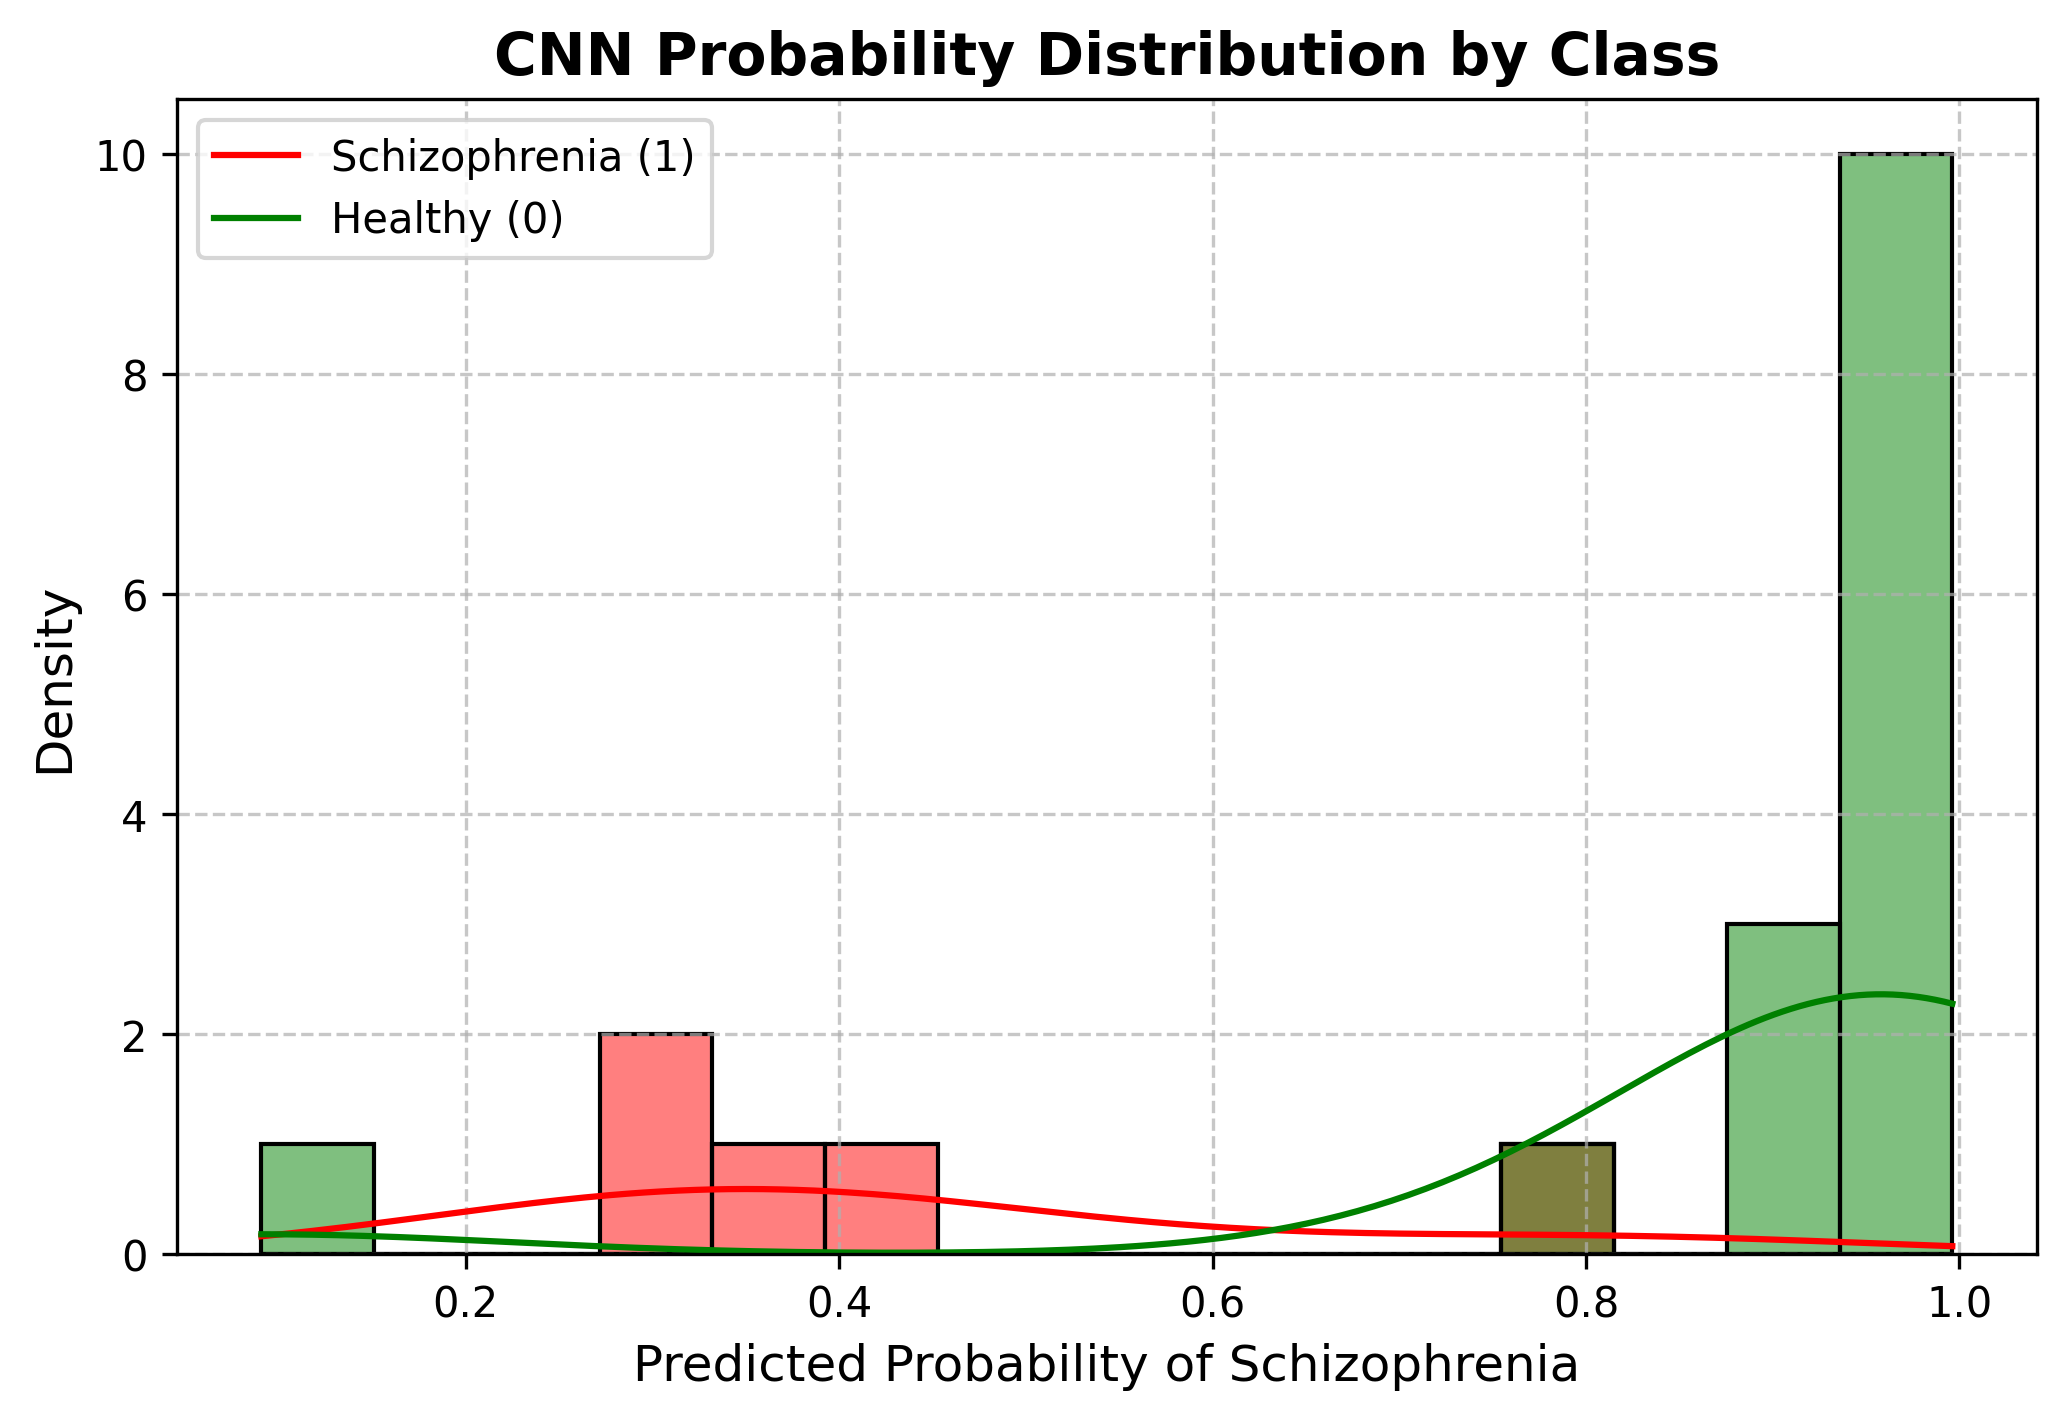 CNN Probability Distribution by Class
Schizophrenia (1)
Healthy (0)
10
8
6
4
2
0
Density
0.2
0.4
0.6
0.8
1.0
Predicted Probability of Schizophrenia